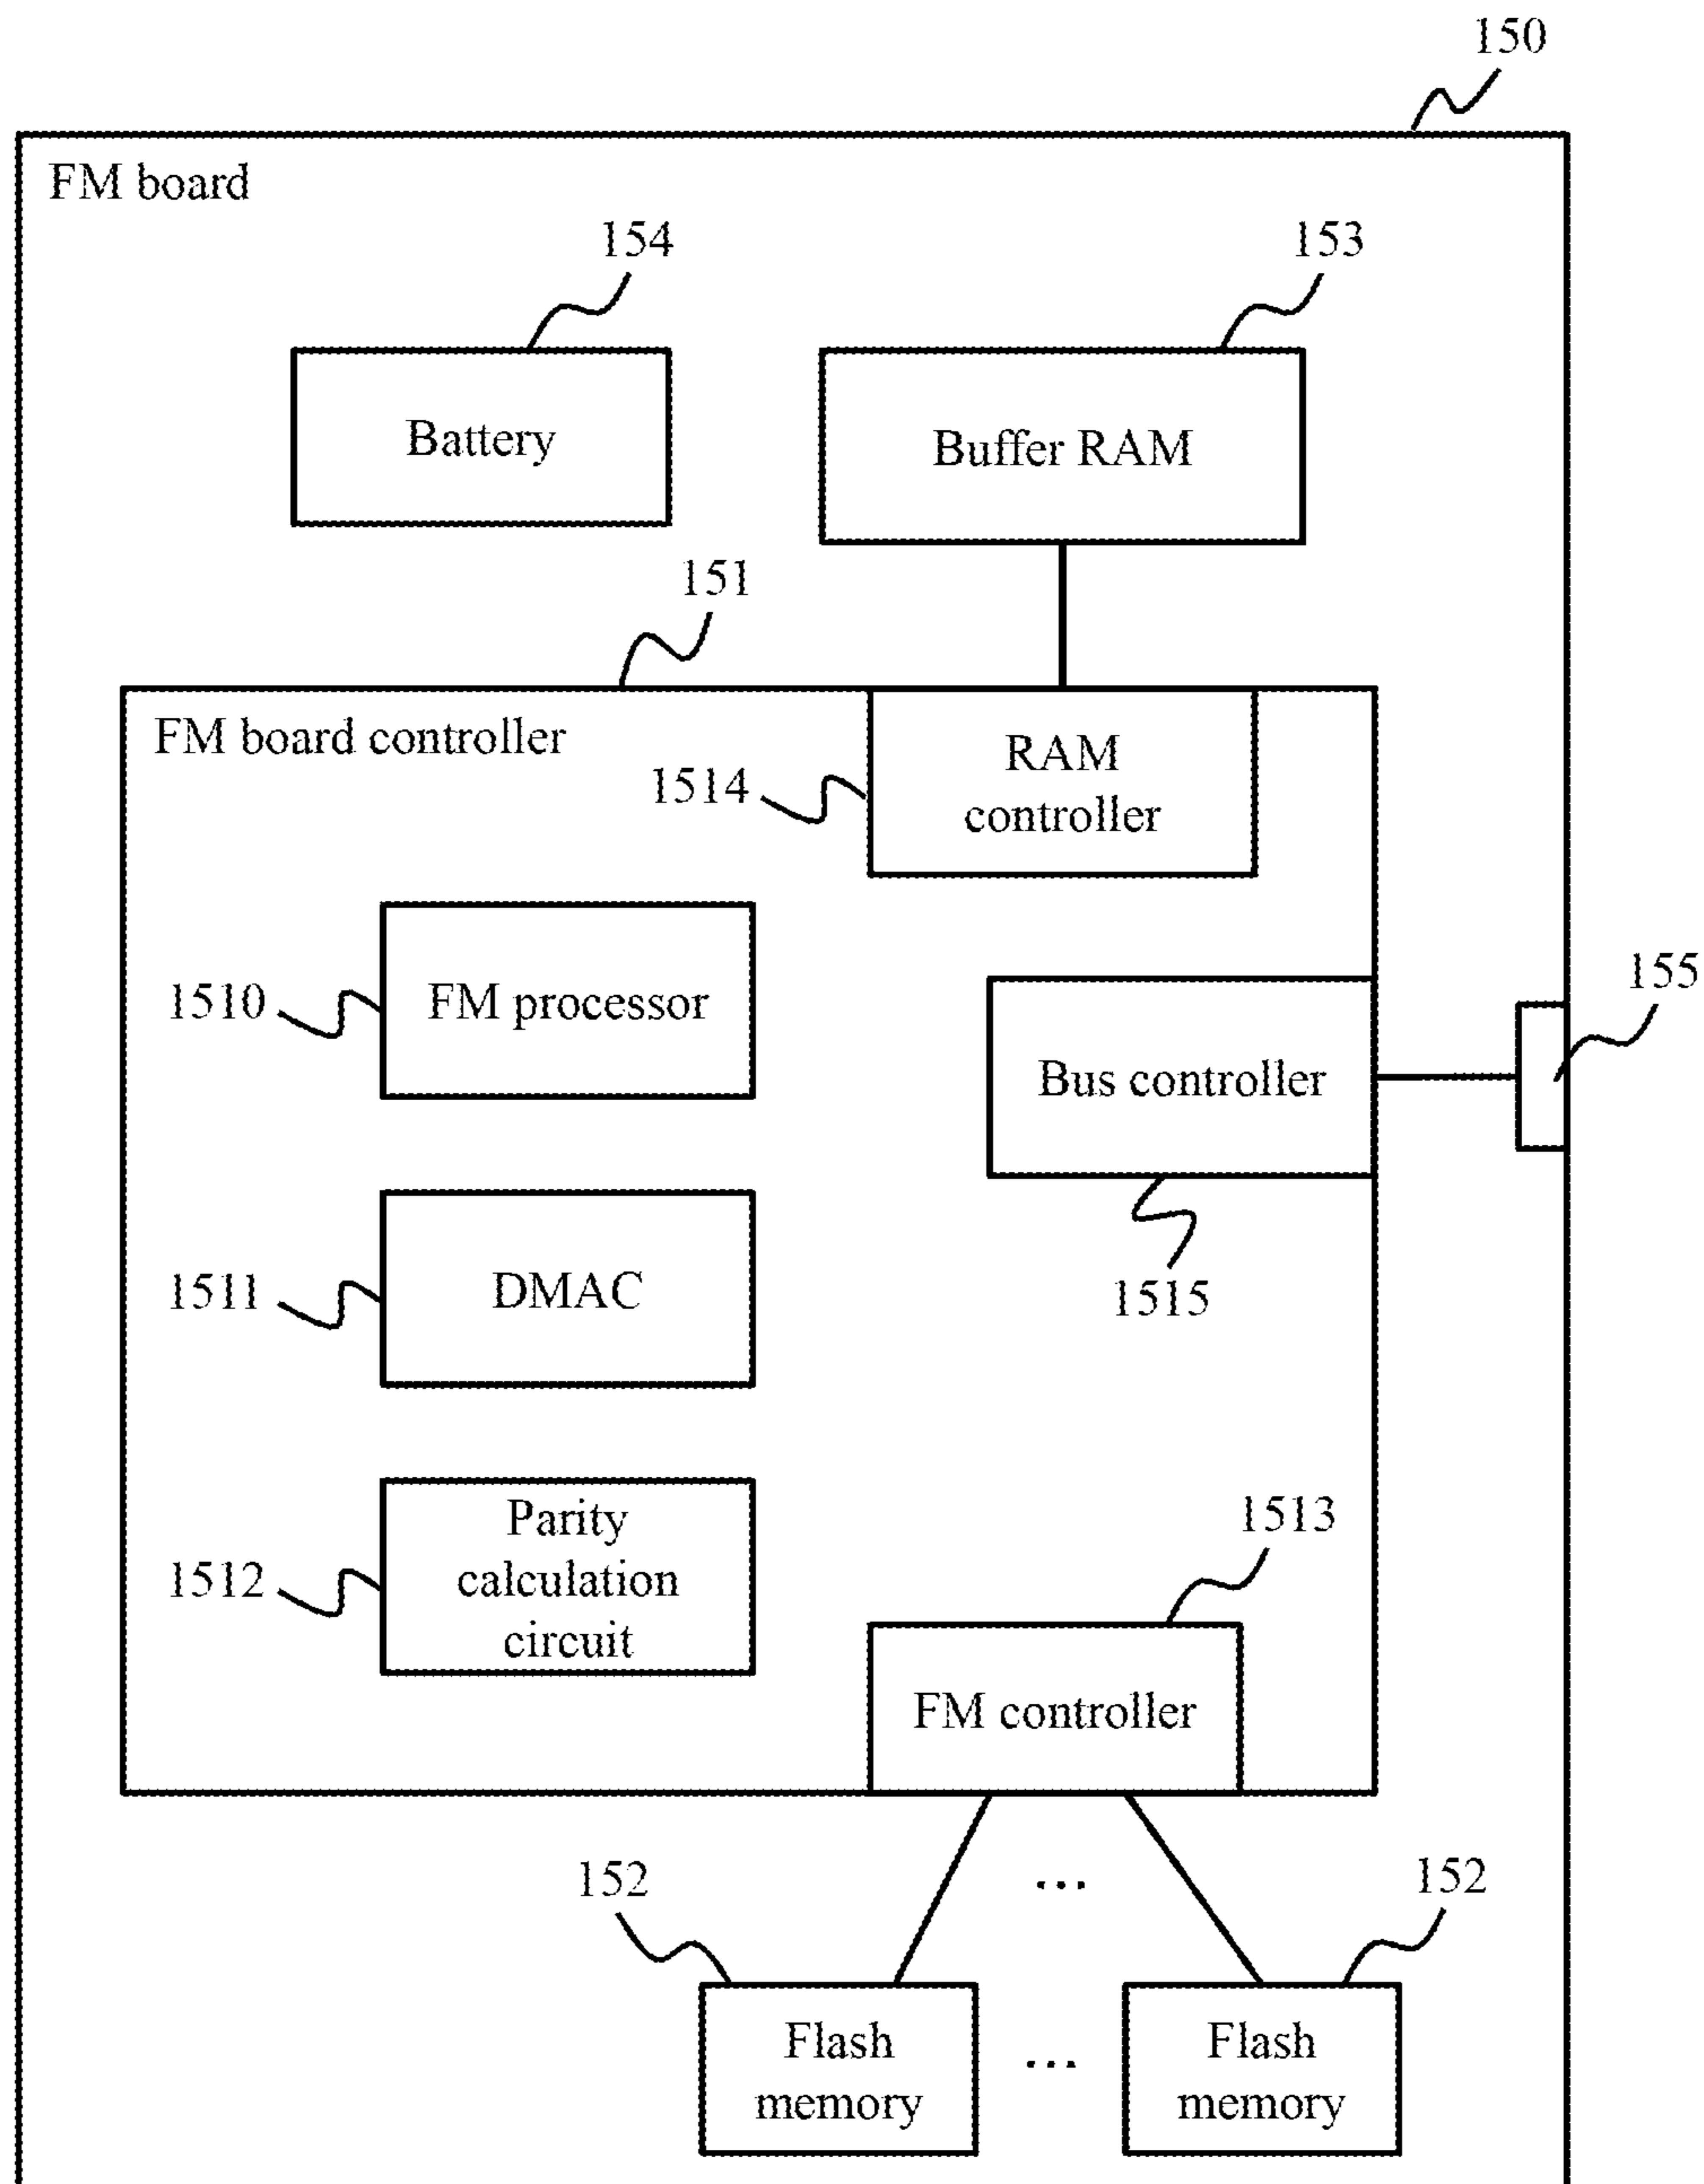 150
FM board
154
153
Battery
Buffer RAM
151
FM board controller
RAM
controller
1514
1510
FM processor
155
Bus controller
1511
DMAC
1515
1512
Parity
calculation
circuit
1513
FM controller
152
...
152
Flash
memory
...
Flash
memory